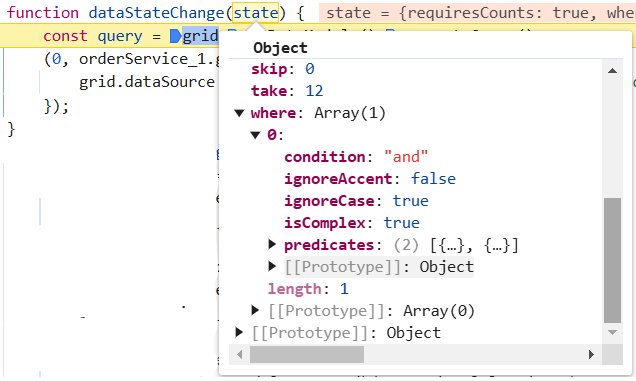 function dataStateChange(state) {   state = {requiresCounts: true, whe
const query = grid
(0, orderService_1.g
grid.dataSource
});
}
Object
skip: 0
take: 12
▼ where: Array(1)
▼ 0:
condition: "and"
ignoreAccent: false
ignoreCase: true
isComplex: true
▶ predicates: (2) [{…}, {…}]
▶ [[Prototype]]: Object
length: 1
▶ [[Prototype]]: Array(0)
▶ [[Prototype]]: Object